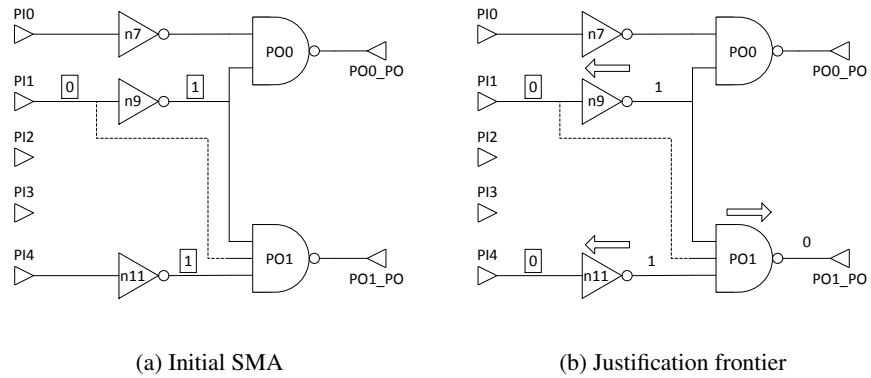 PI0
n7
PO0
PO0_PO
PI1
0
n9
1
PI2
PI3
PI4
n11
1
PO1
PO1_PO
(a) Initial SMA
PI0
n7
PO0
PO0_PO
PI1
0
n9
1
PI2
PI3
PI4
0
n11
1
PO1
0
PO1_PO
(b) Justification frontier